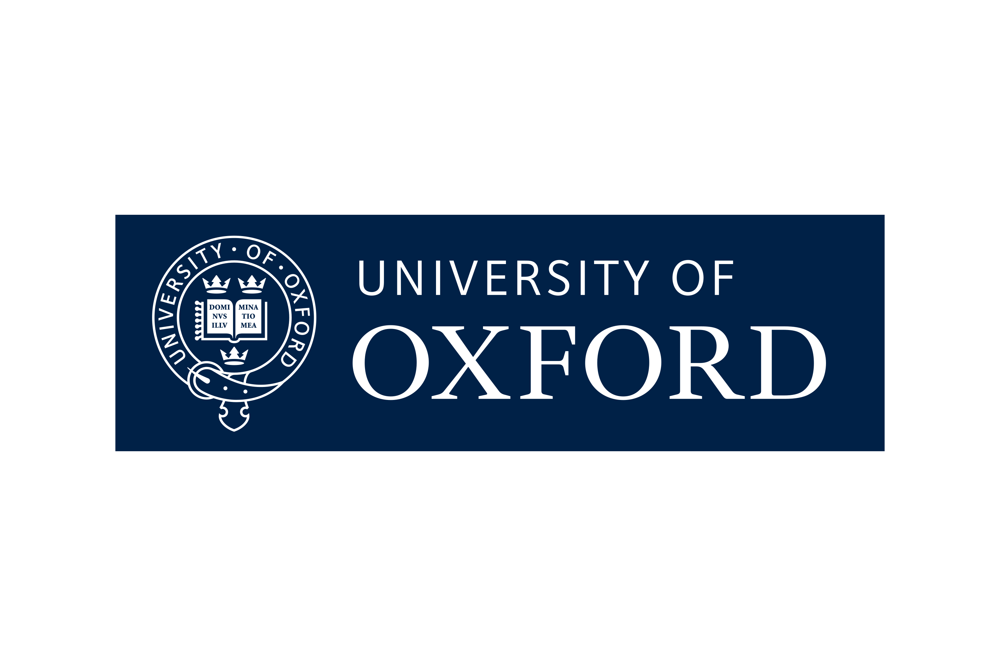 UNIVERSITY · OF · OXFORD
DOMI
NVS
ILLV
MINA
TIO
MEA
UNIVERSITY OF
OXFORD